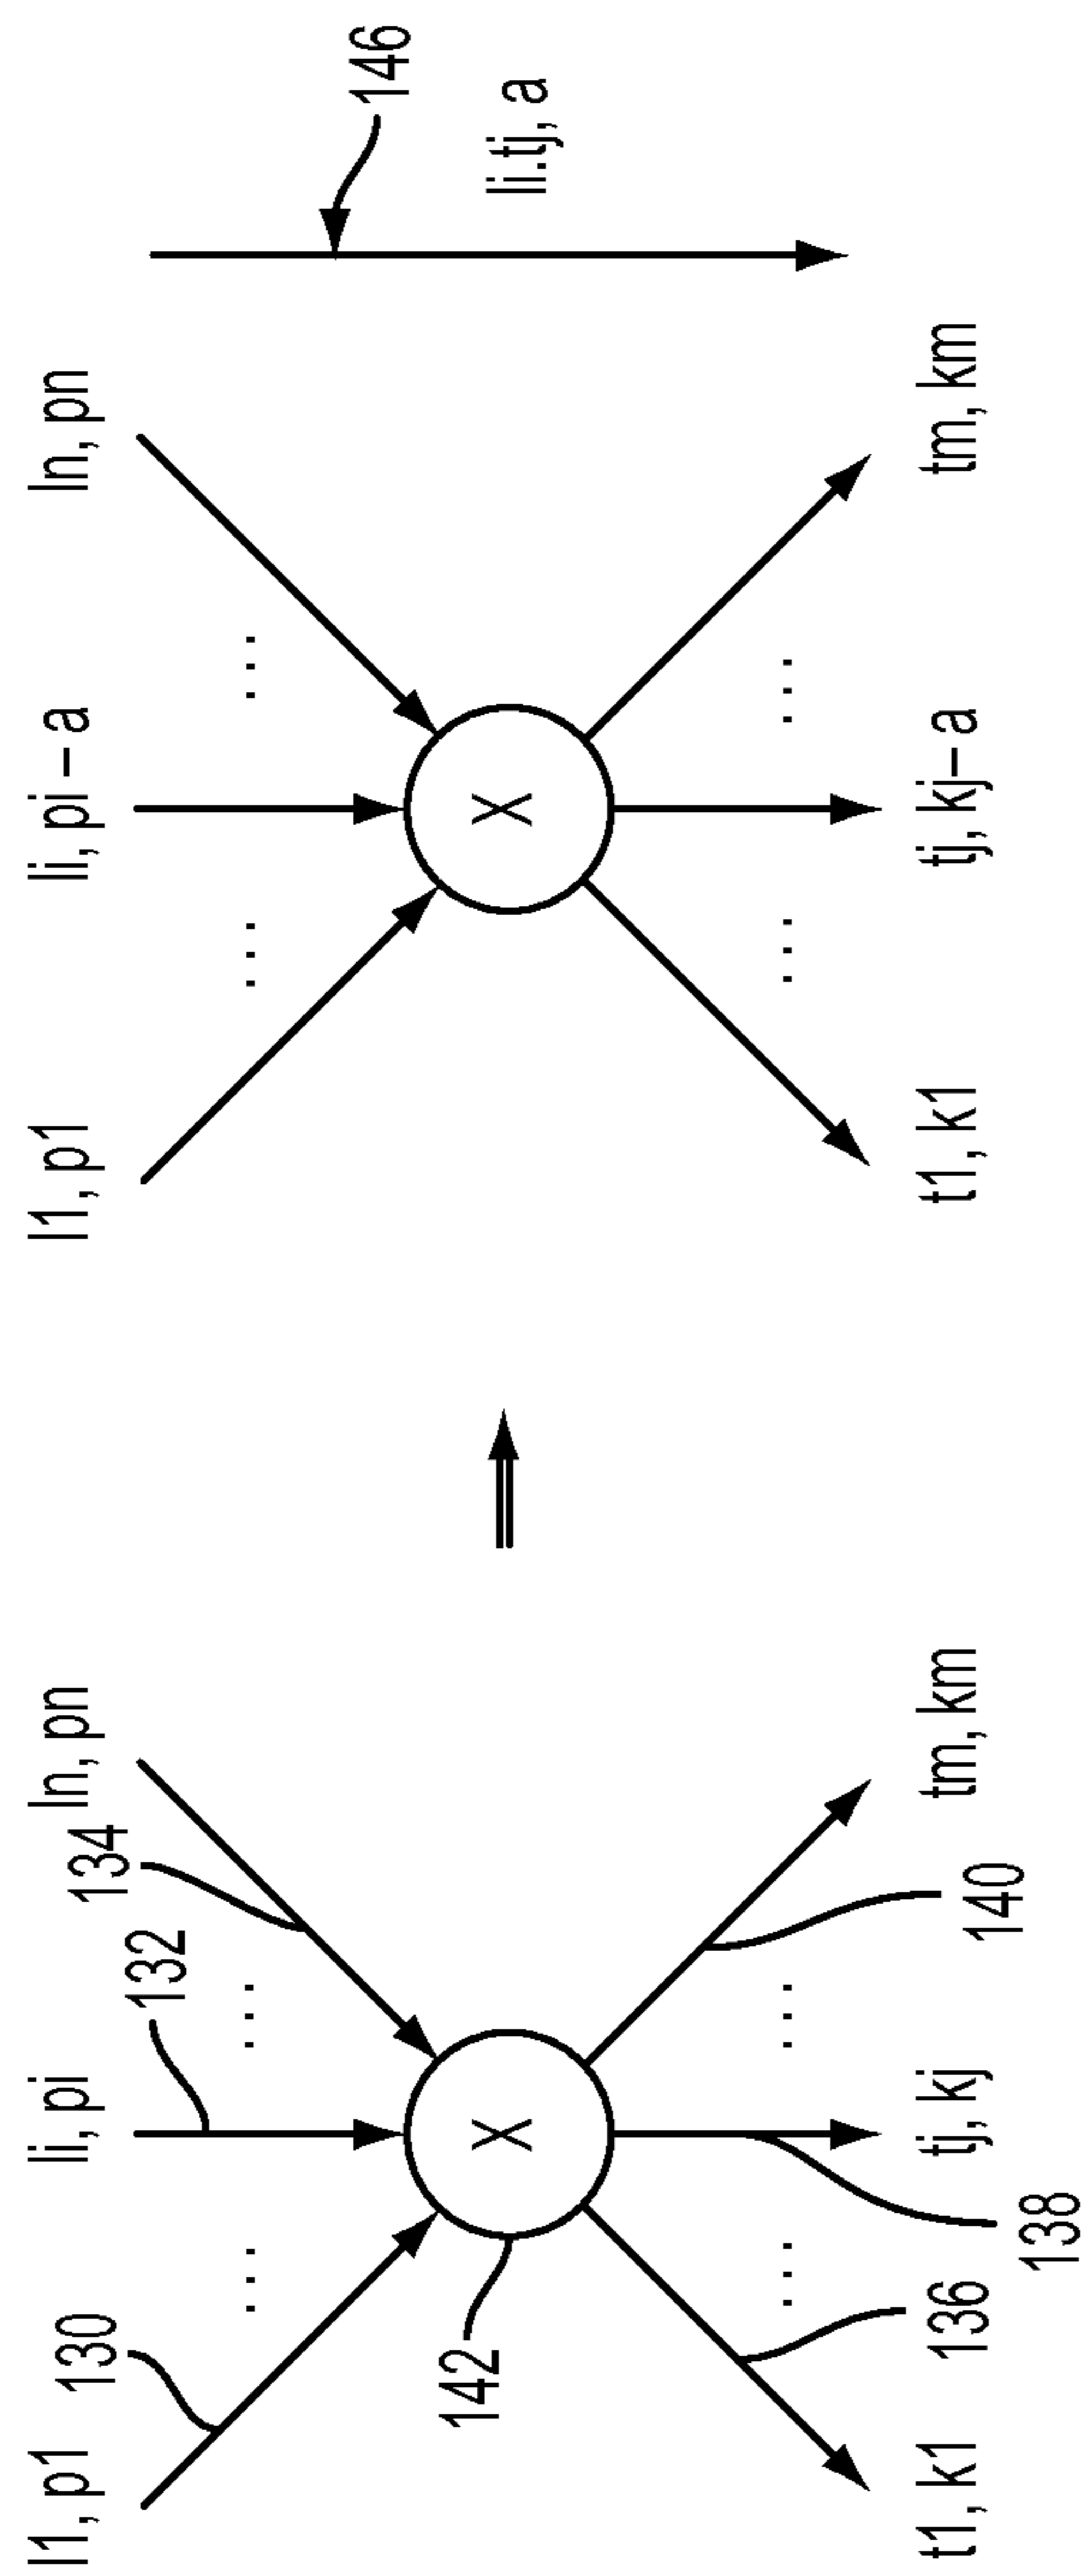 l1, p1
130
li, pi
132
134
ln, pn
...
...
X
142
...
...
t1, k1
136
tj, kj
138
140
tm, km
l1, p1
li, pi – a
ln, pn
...
...
X
...
...
t1, k1
tj, kj – a
tm, km
146
li.tj, a